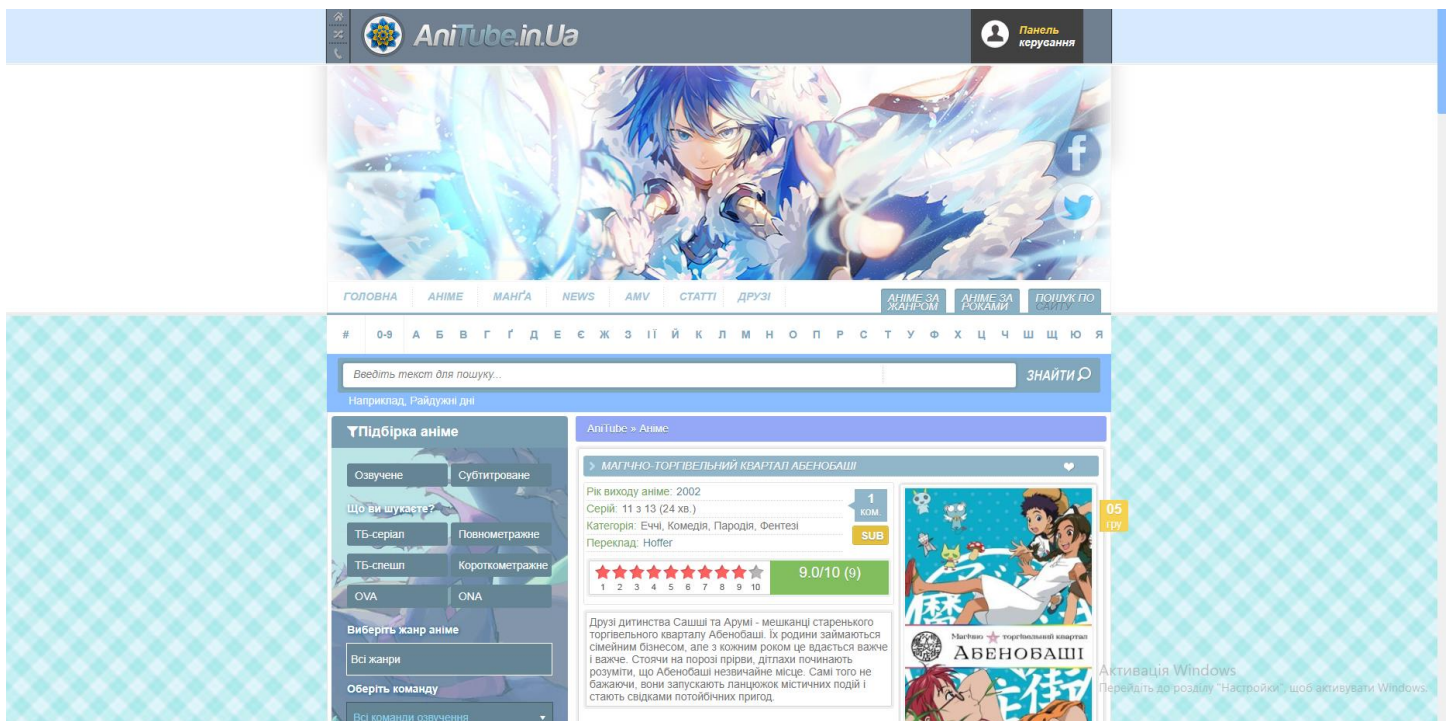 AniTube.in.Ua
Панель
керування
ГОЛОВНА АНІМЕ МАНҐА NEWS AMV СТАТТІ ДРУЗІ
АНІМЕ ЗА
ЖАНРОМ
АНІМЕ ЗА
РОКАМИ
ПОШУК ПО
САЙТУ
# 0-9 А Б В Г Ґ Д Е Є Ж З І Ї Й К Л М Н О П Р С Т У Ф Х Ц Ч Ш Щ Ю Я
Введіть текст для пошуку...
ЗНАЙТИ
Наприклад, Райдужні дні
Підбірка аніме
Озвучене Субтитроване
Що ви шукаєте?
ТБ-серіал Повнометражне
ТБ-спешл Короткометражне
OVA ONA
Виберіть жанр аніме
Всі жанри
Оберіть команду
Всі команди озвучення
AniTube » Аніме
МАГІЧНО-ТОРГІВЕЛЬНИЙ КВАРТАЛ АБЕНОБАШІ
Рік виходу аніме: 2002
Серій: 11 з 13 (24 хв.)
Категорія: Еччі, Комедія, Пародія, Фентезі
Переклад: Hoffer
1
ком.
SUB
1 2 3 4 5 6 7 8 9 10
9.0/10 (9)
Друзі дитинства Сашші та Арумі - мешканці старенького
торгівельного кварталу Абенобаші. Їх родини займаються
сімейним бізнесом, але з кожним роком це вдається важче
і важче. Стоячи на порозі прірви, дітлахи починають
розуміти, що Абенобаші незвичайне місце. Самі того не
бажаючи, вони запускають ланцюжок містичних подій і
стають свідками потойбічних пригод.
05
гру
Магічно торгівельний квартал
АБЕНОБАШІ
Активація Windows
Перейдіть до розділу "Настройки", щоб активувати Windows.